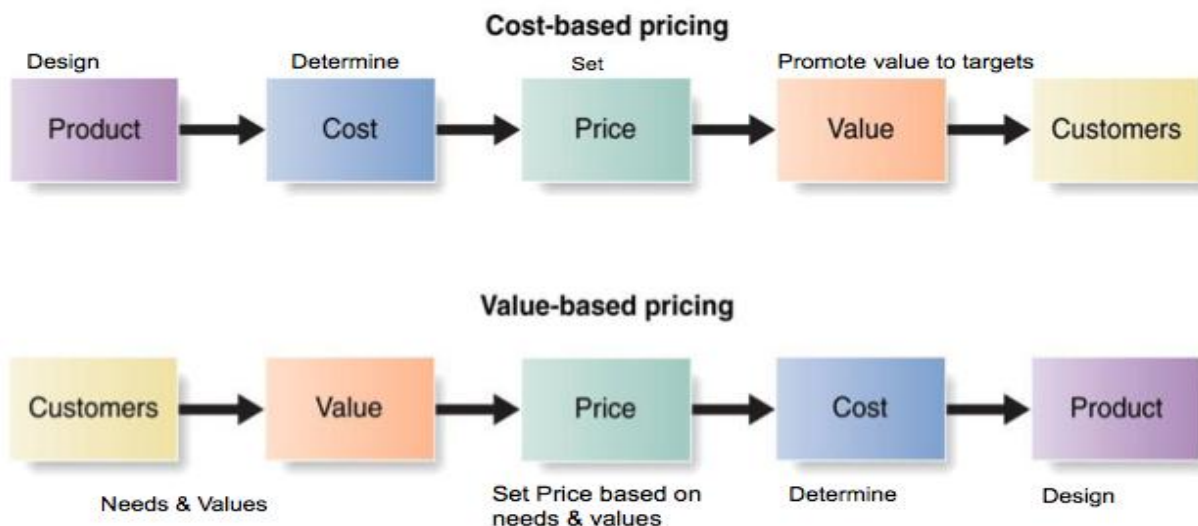 Cost-based pricing
Design
Determine
Set
Promote value to targets
Product
Cost
Price
Value
Customers
Value-based pricing
Customers
Value
Price
Cost
Product
Needs & Values
Set Price based on
needs & values
Determine
Design